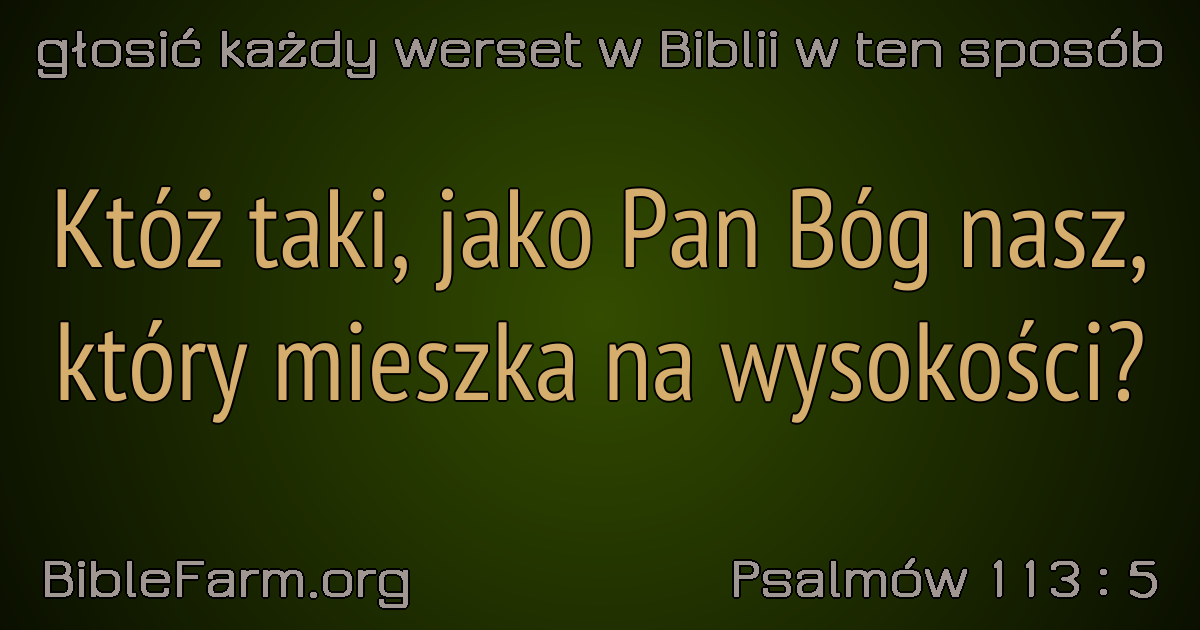 głosić każdy werset w Biblii w ten sposób
Któż taki, jako Pan Bóg nasz,
który mieszka na wysokości?
BibleFarm.org
Psalmów 113 : 5